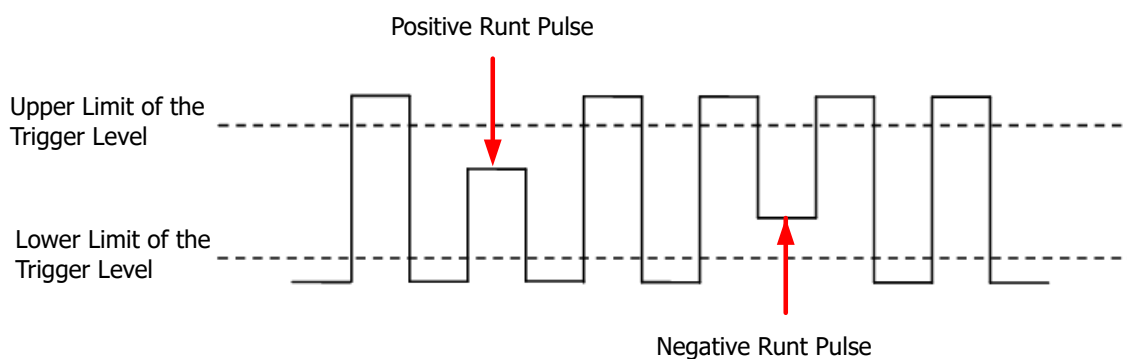 Positive Runt Pulse
Upper Limit of the
Trigger Level
Lower Limit of the
Trigger Level
Negative Runt Pulse